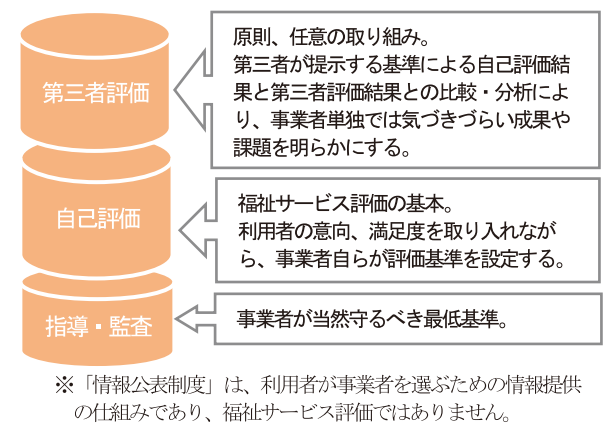 第三者評価
原則、任意の取り組み。
第三者が提示する基準による自己評価結
果と第三者評価結果との比較・分析によ
り、事業者単独では気づきづらい成果や
課題を明らかにする。
自己評価
福祉サービス評価の基本。
利用者の意向、満足度を取り入れなが
ら、事業者自らが評価基準を設定する。
指導・監査
事業者が当然守るべき最低基準。
※「情報公表制度」は、利用者が事業者を選ぶための情報提供
の仕組みであり、福祉サービス評価ではありません。